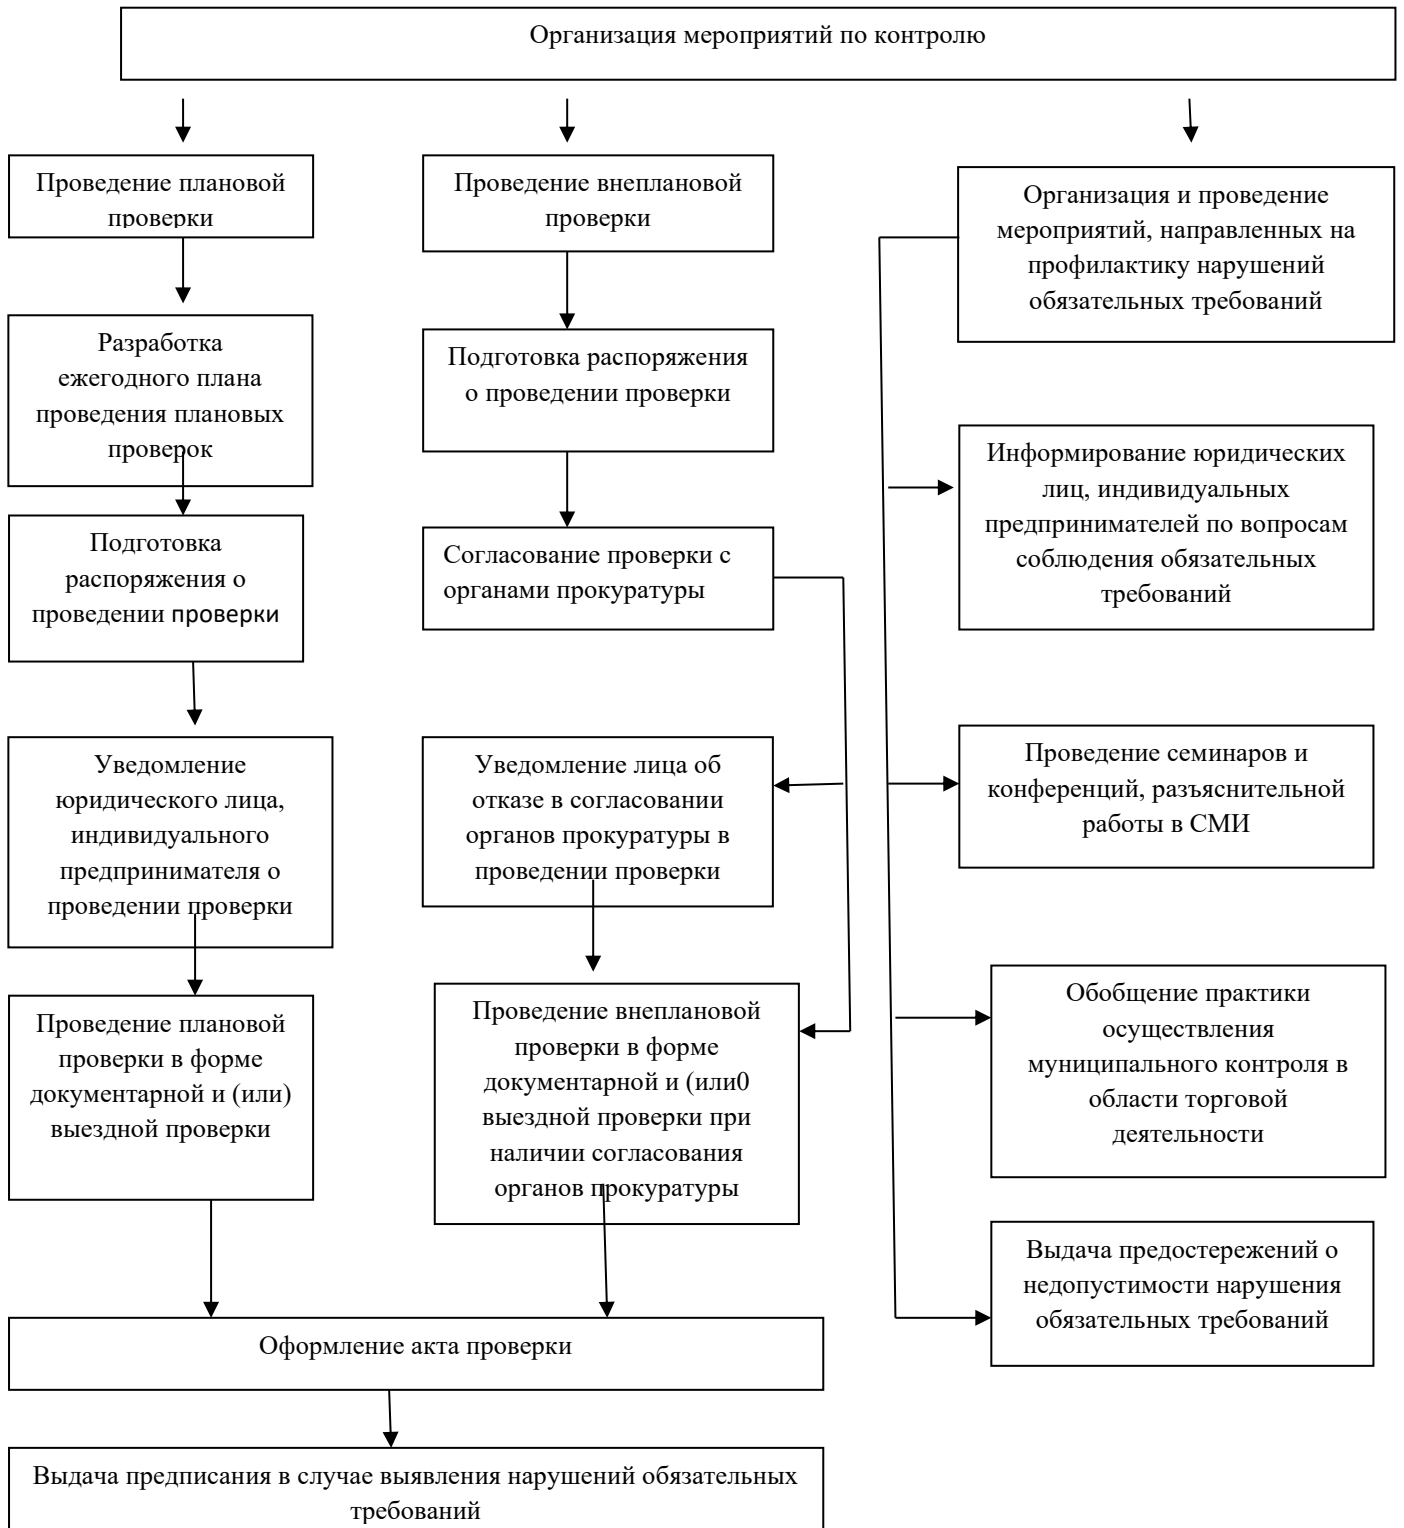 Организация мероприятий по контролю
Проведение плановой
проверки
Разработка
ежегодного плана
проведения плановых
проверок
Подготовка
распоряжения о
проведении проверки
Уведомление
юридического лица,
индивидуального
предпринимателя о
проведении проверки
Проведение плановой
проверки в форме
документарной и (или)
выездной проверки
Проведение внеплановой
проверки
Подготовка распоряжения
о проведении проверки
Согласование проверки с
органами прокуратуры
Уведомление лица об
отказе в согласовании
органов прокуратуры в
проведении проверки
Проведение внеплановой
проверки в форме
документарной и (или0
выездной проверки при
наличии согласования
органов прокуратуры
Организация и проведение
мероприятий, направленных на
профилактику нарушений
обязательных требований
Информирование юридических
лиц, индивидуальных
предпринимателей по вопросам
соблюдения обязательных
требований
Проведение семинаров и
конференций, разъяснительной
работы в СМИ
Обобщение практики
осуществления
муниципального контроля в
области торговой
деятельности
Выдача предостережений о
недопустимости нарушения
обязательных требований
Оформление акта проверки
Выдача предписания в случае выявления нарушений обязательных
требований